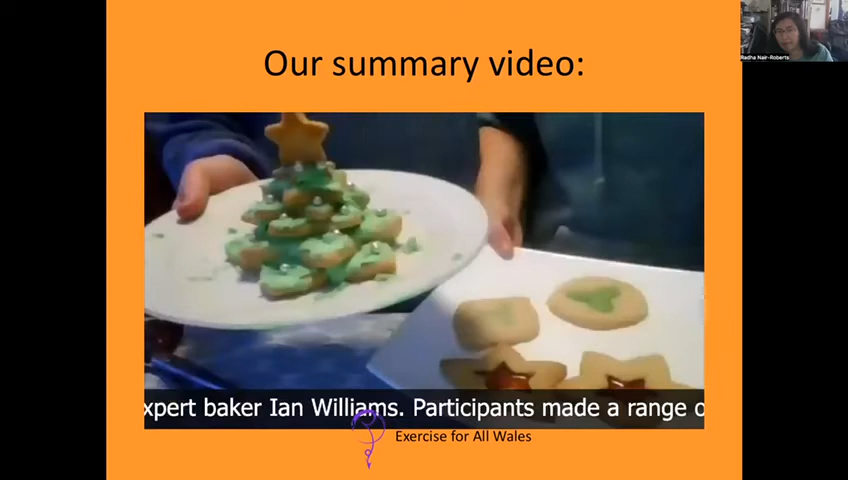 Our summary video:
Radha Nair-Roberts
xpert baker Ian Williams. Participants made a range o
Exercise for All Wales